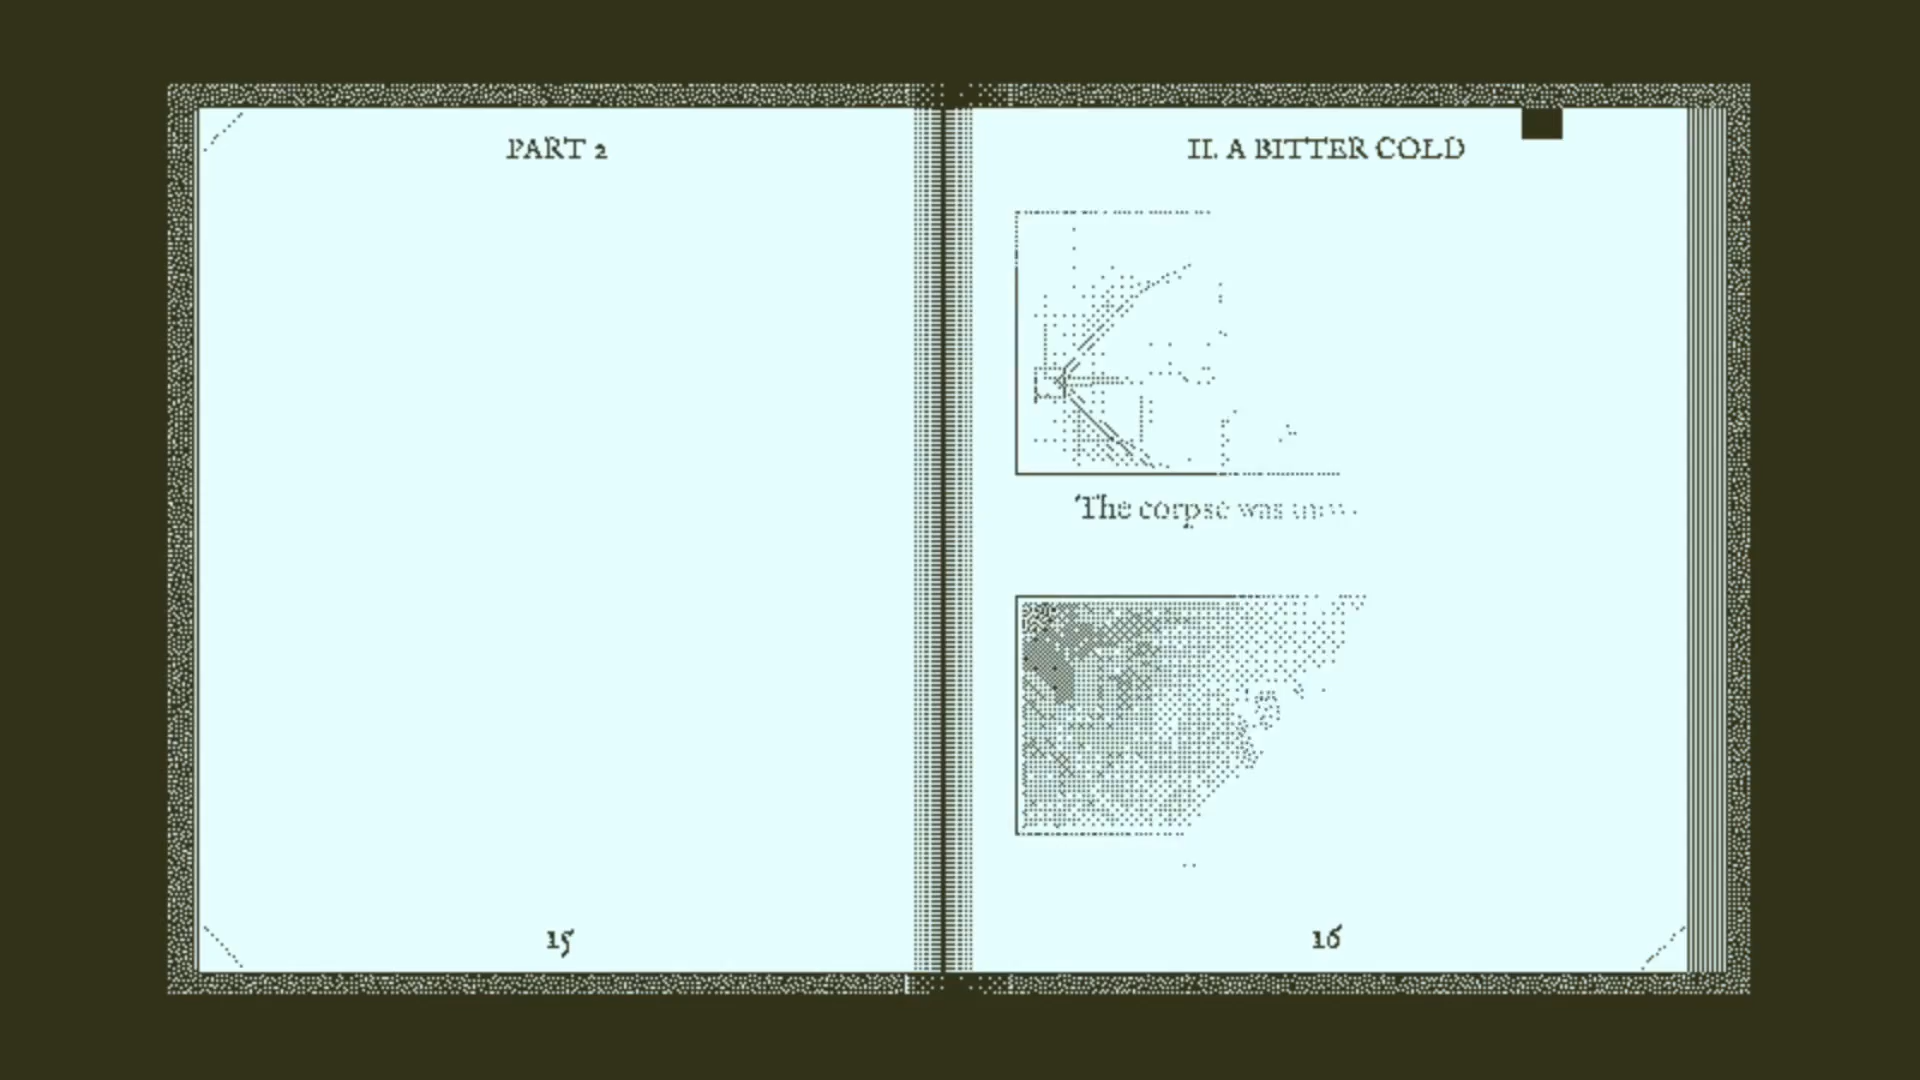 PART 2
II. A BITTER COLD
The corpse was
15
16